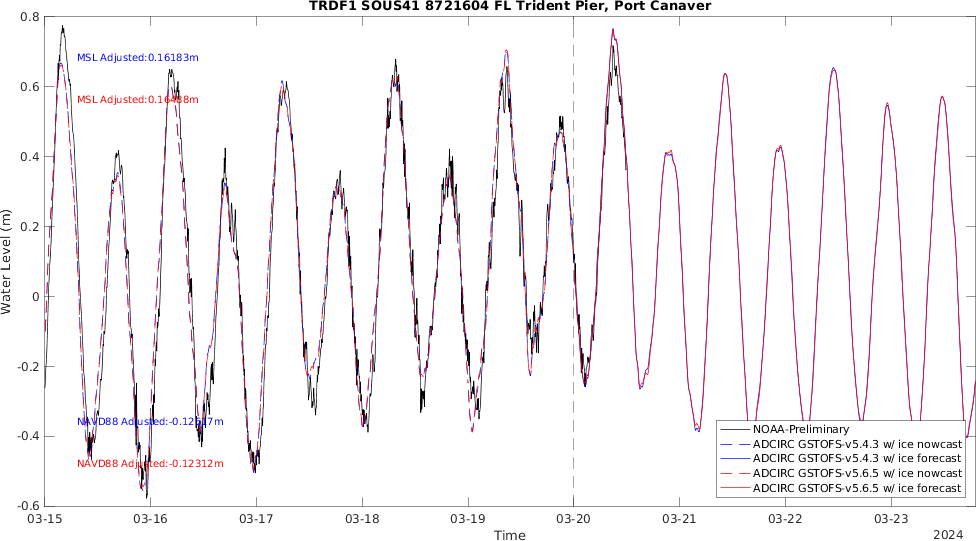 TRDF1 SOUS41 8721604 FL Trident Pier, Port Canaver
0.8
0.6
0.4
0.2
0
-0.2
-0.4
-0.6
Water Level (m)
MSL Adjusted:0.16183m
MSL Adjusted:0.16488m
NAVD88 Adjusted:
NAVD88 Adjusted:-0.12312m
NOAA-Preliminary
ADCIRC GSTOFS-v5.4.3 w/ ice nowcast
ADCIRC GSTOFS-v5.4.3 w/ ice forecast
ADCIRC GSTOFS-v5.6.5 w/ ice nowcast
ADCIRC GSTOFS-v5.6.5 w/ ice forecast
03-15 03-16 03-17 03-18 03-19 03-20 03-21 03-22 03-23
Time
2024